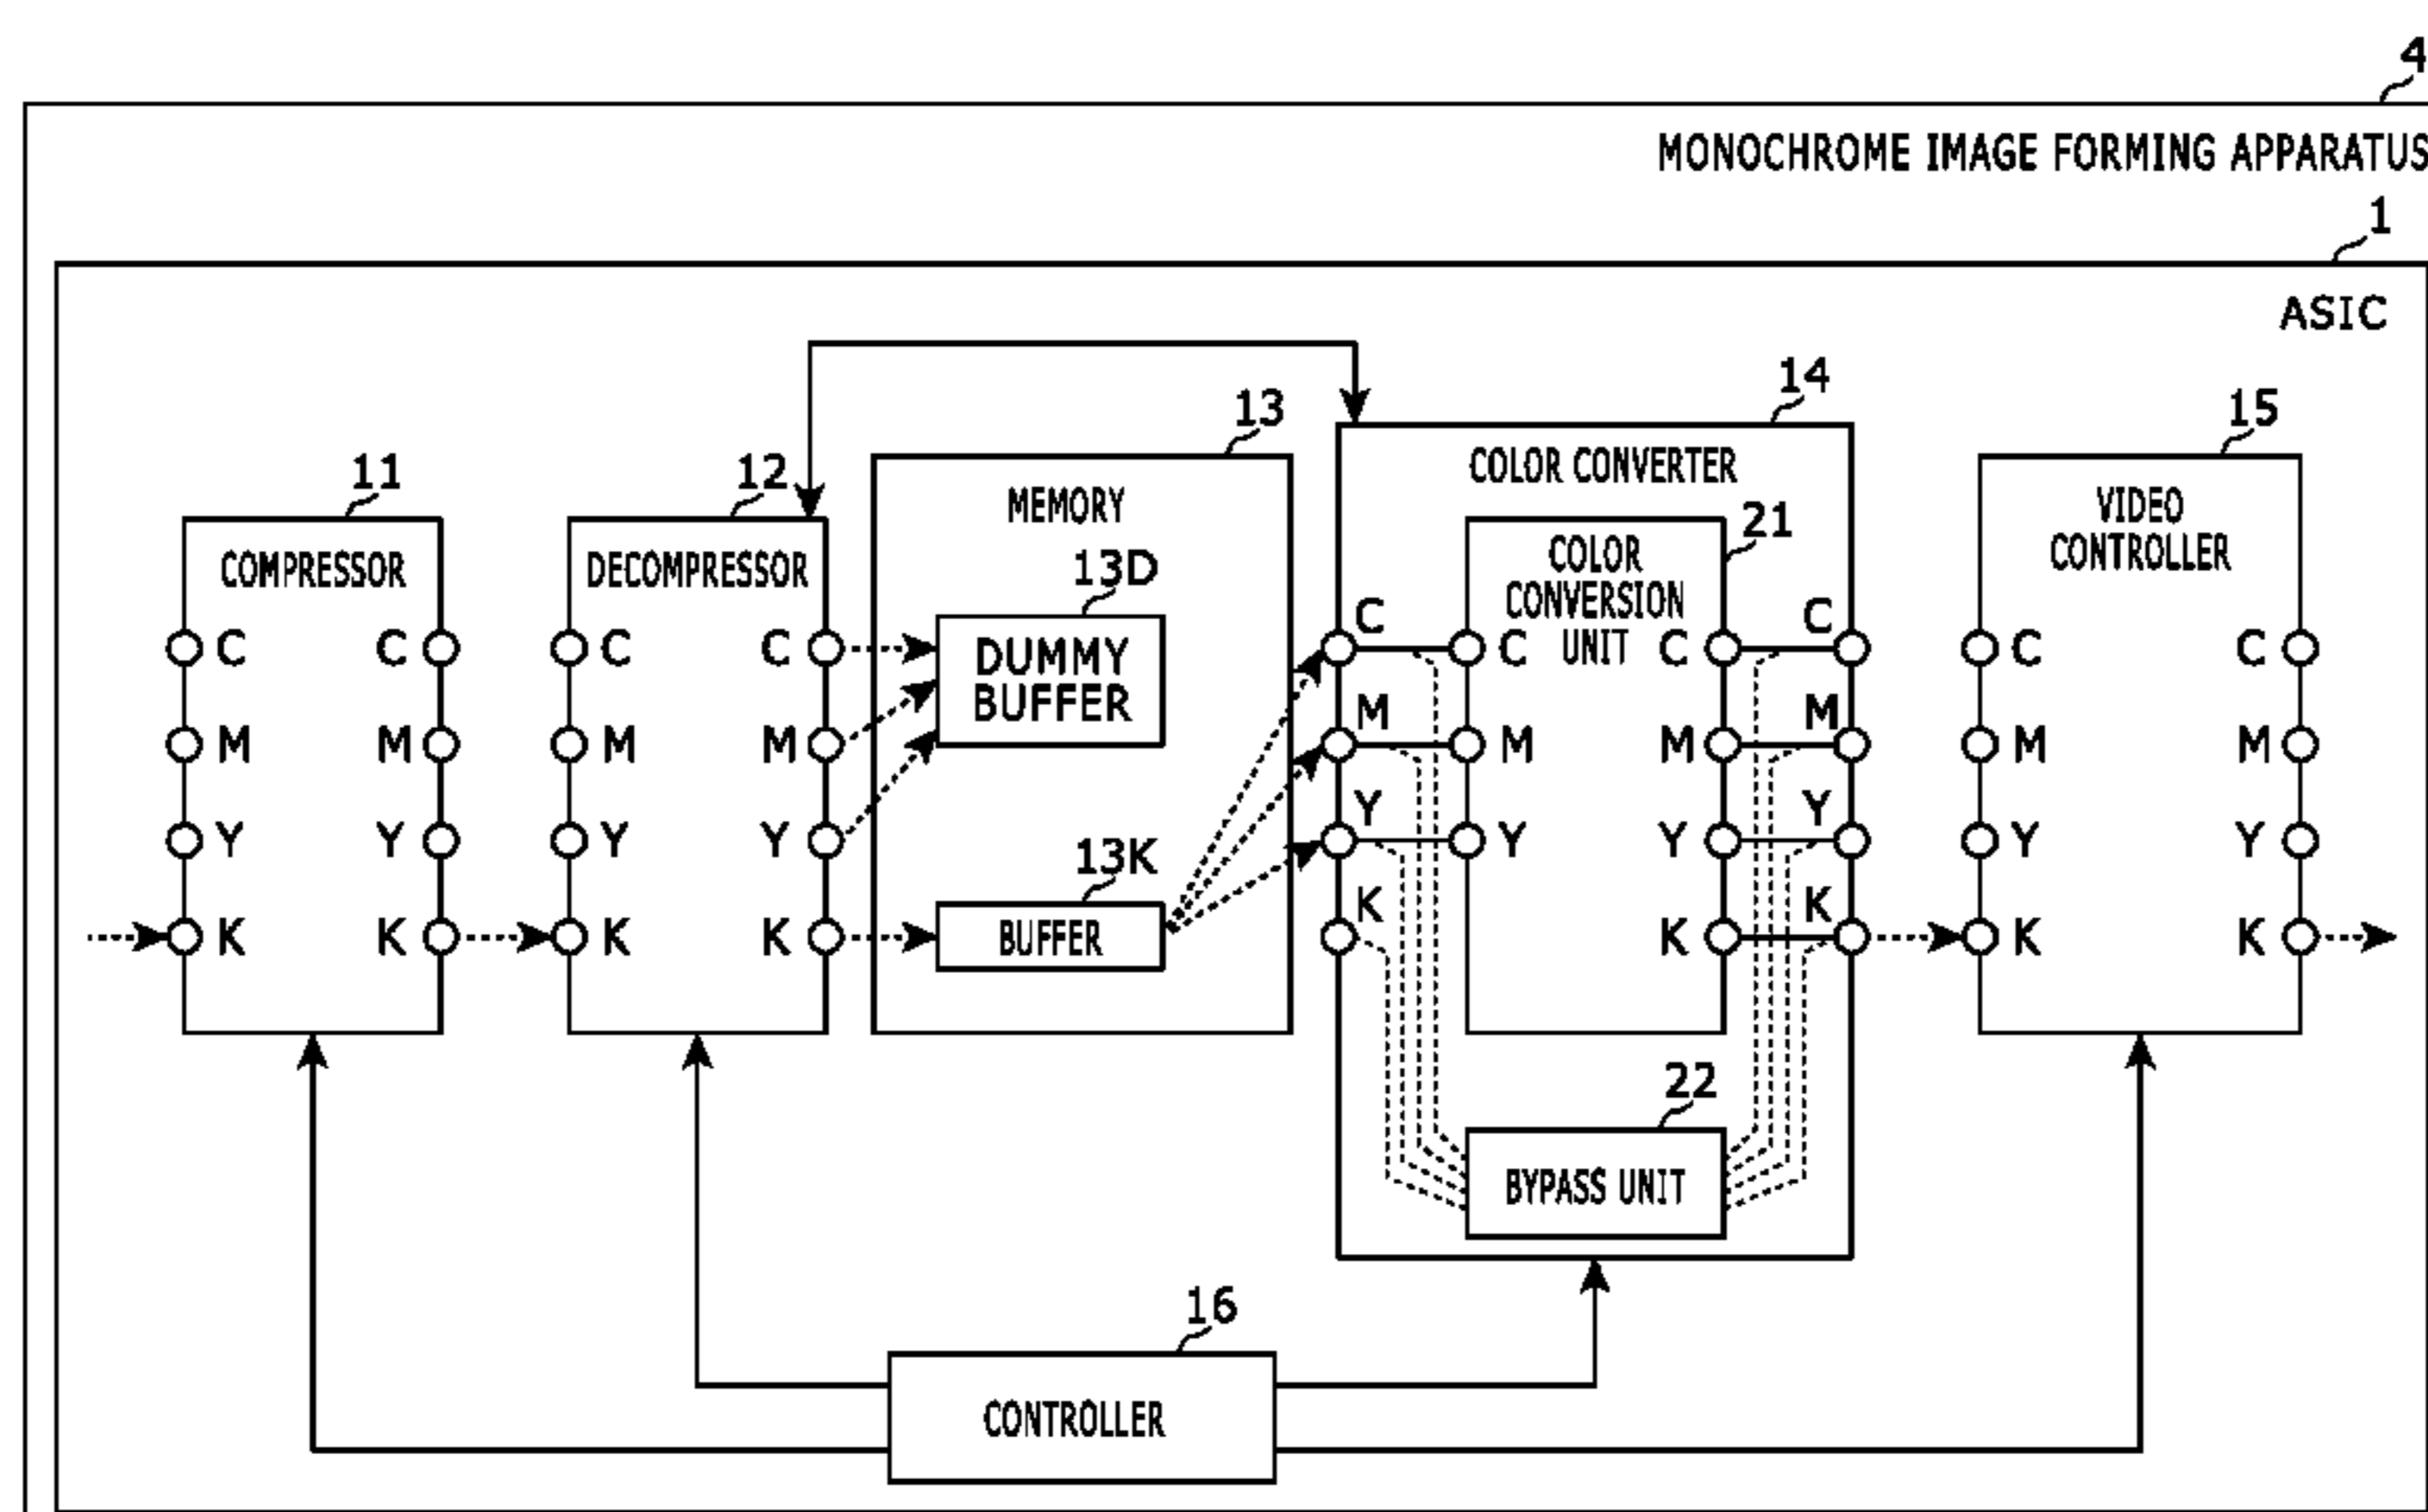 4
MONOCHROME IMAGE FORMING APPARATUS
1
ASIC
11
COMPRESSOR
C C
M M
Y Y
K K
12
DECOMPRESSOR
C C
M M
Y Y
K K
13
MEMORY
13D
DUMMY
BUFFER
13K
BUFFER
14
COLOR CONVERTER
C C
M M
Y Y
K K
21
COLOR
CONVERSION
UNIT
C C
M M
Y Y
K
22
BYPASS UNIT
15
VIDEO
CONTROLLER
C C
M M
Y Y
K K
16
CONTROLLER